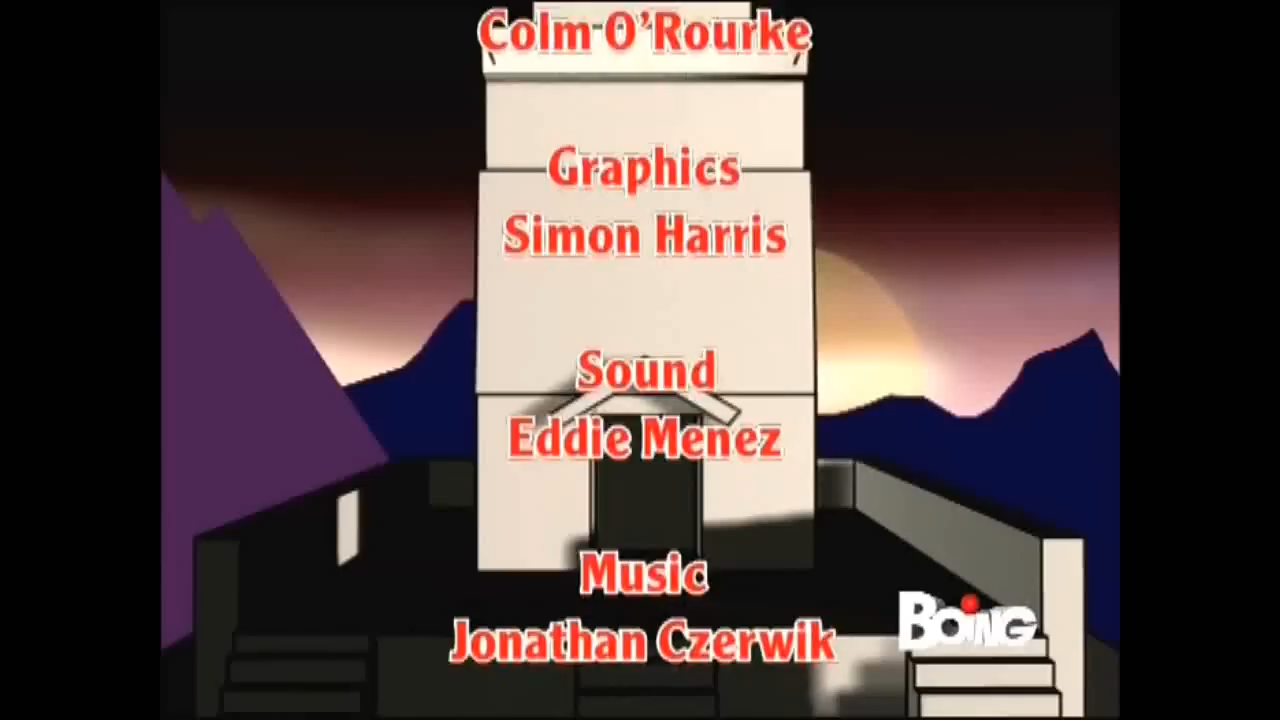 Colm O'Rourke
Graphics
Simon Harris
Sound
Eddie Menez
Music
Jonathan Czerwik
BOING